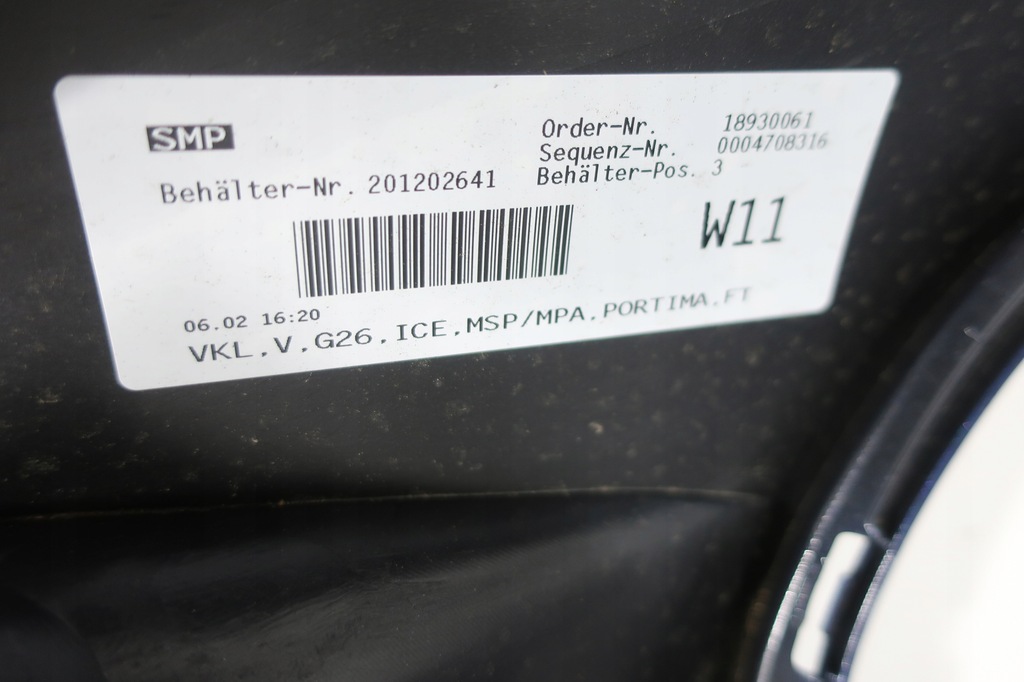 SMP
Order-Nr. 18930061
Sequenz-Nr. 0004708316
Behälter-Nr. 201202641 Behälter-Pos. 3
W11
06.02 16:20
VKL.V.G26.ICE.MSP/MPA.PORTIMA.FT